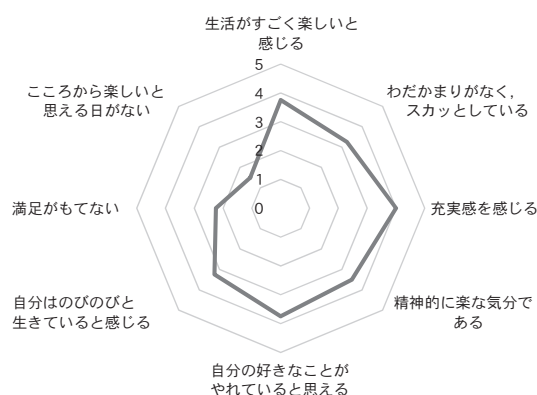 生活がすごく楽しいと
感じる
わだかまりがなく，
スカッとしている
充実感を感じる
精神的に楽な気分で
ある
自分の好きなことが
やれていると思える
自分はのびのびと
生きていると感じる
満足がもてない
こころから楽しいと
思える日がない
5
4
3
2
1
0